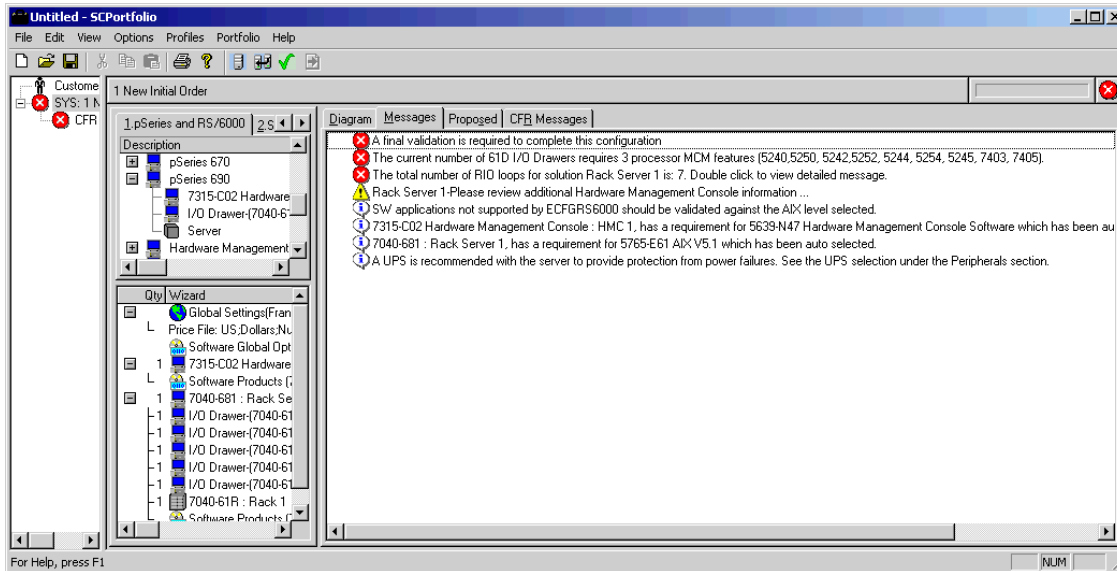 Untitled - SCPortfolio
File Edit View Options Profiles Portfolio Help
Custome
SYS: 1 N
CFR
1 New Initial Order
1.pSeries and RS/6000 2.S
Description
pSeries 670
pSeries 690
7315-C02 Hardware
I/O Drawer-(7040-6
Server
Hardware Management
Qty Wizard
Global Settings(Fran
Price File: US;Dollars;Nu
Software Global Opt
1 7315-C02 Hardware
Software Products (7
1 7040-681 : Rack Se
1 I/O Drawer-(7040-61
1 I/O Drawer-(7040-61
1 I/O Drawer-(7040-61
1 I/O Drawer-(7040-61
1 I/O Drawer-(7040-61
1 7040-61R : Rack 1
Software Products (7
Diagram Messages Proposed CFR Messages
A final validation is required to complete this configuration
The current number of 61D I/O Drawers requires 3 processor MCM features (5240,5250, 5242,5252, 5244, 5254, 5245, 7403, 7405).
The total number of RIO loops for solution Rack Server 1 is: 7. Double click to view detailed message.
Rack Server 1-Please review additional Hardware Management Console information ...
SW applications not supported by ECFGRS6000 should be validated against the AIX level selected.
7315-C02 Hardware Management Console : HMC 1, has a requirement for 5639-N47 Hardware Management Console Software which has been au
7040-681 : Rack Server 1, has a requirement for 5765-E61 AIX V5.1 which has been auto selected.
A UPS is recommended with the server to provide protection from power failures. See the UPS selection under the Peripherals section.
For Help, press F1
NUM